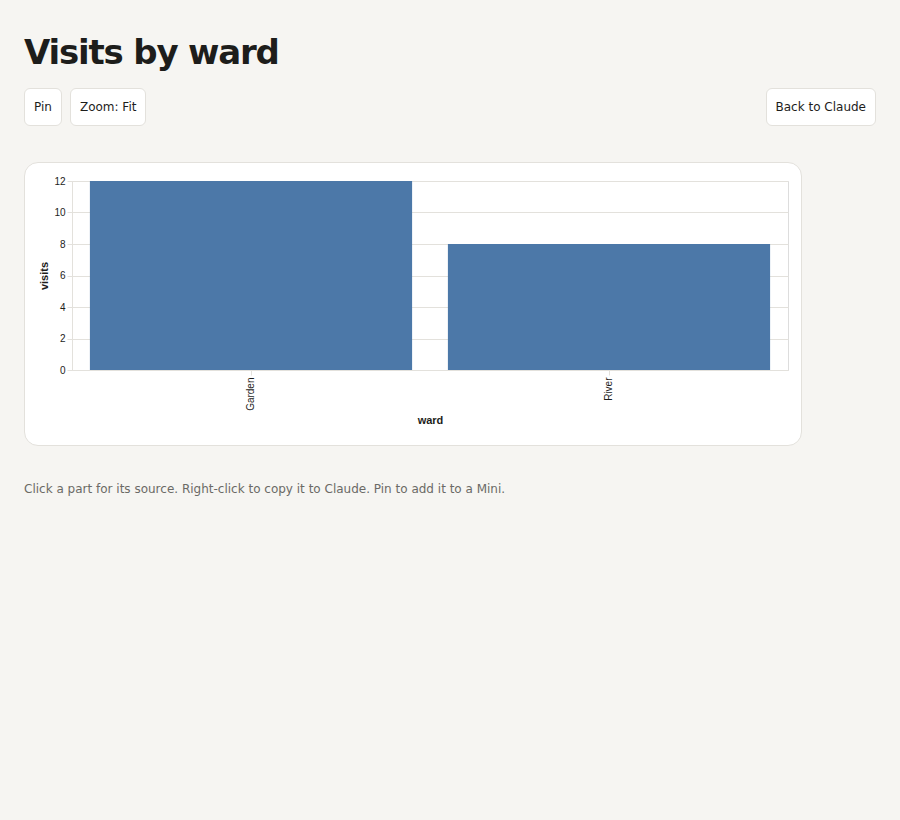 Visits by ward
Pin
Zoom: Fit
Back to Claude
12
10
8
6
4
2
0
visits
Garden
River
ward
Click a part for its source. Right-click to copy it to Claude. Pin to add it to a Mini.